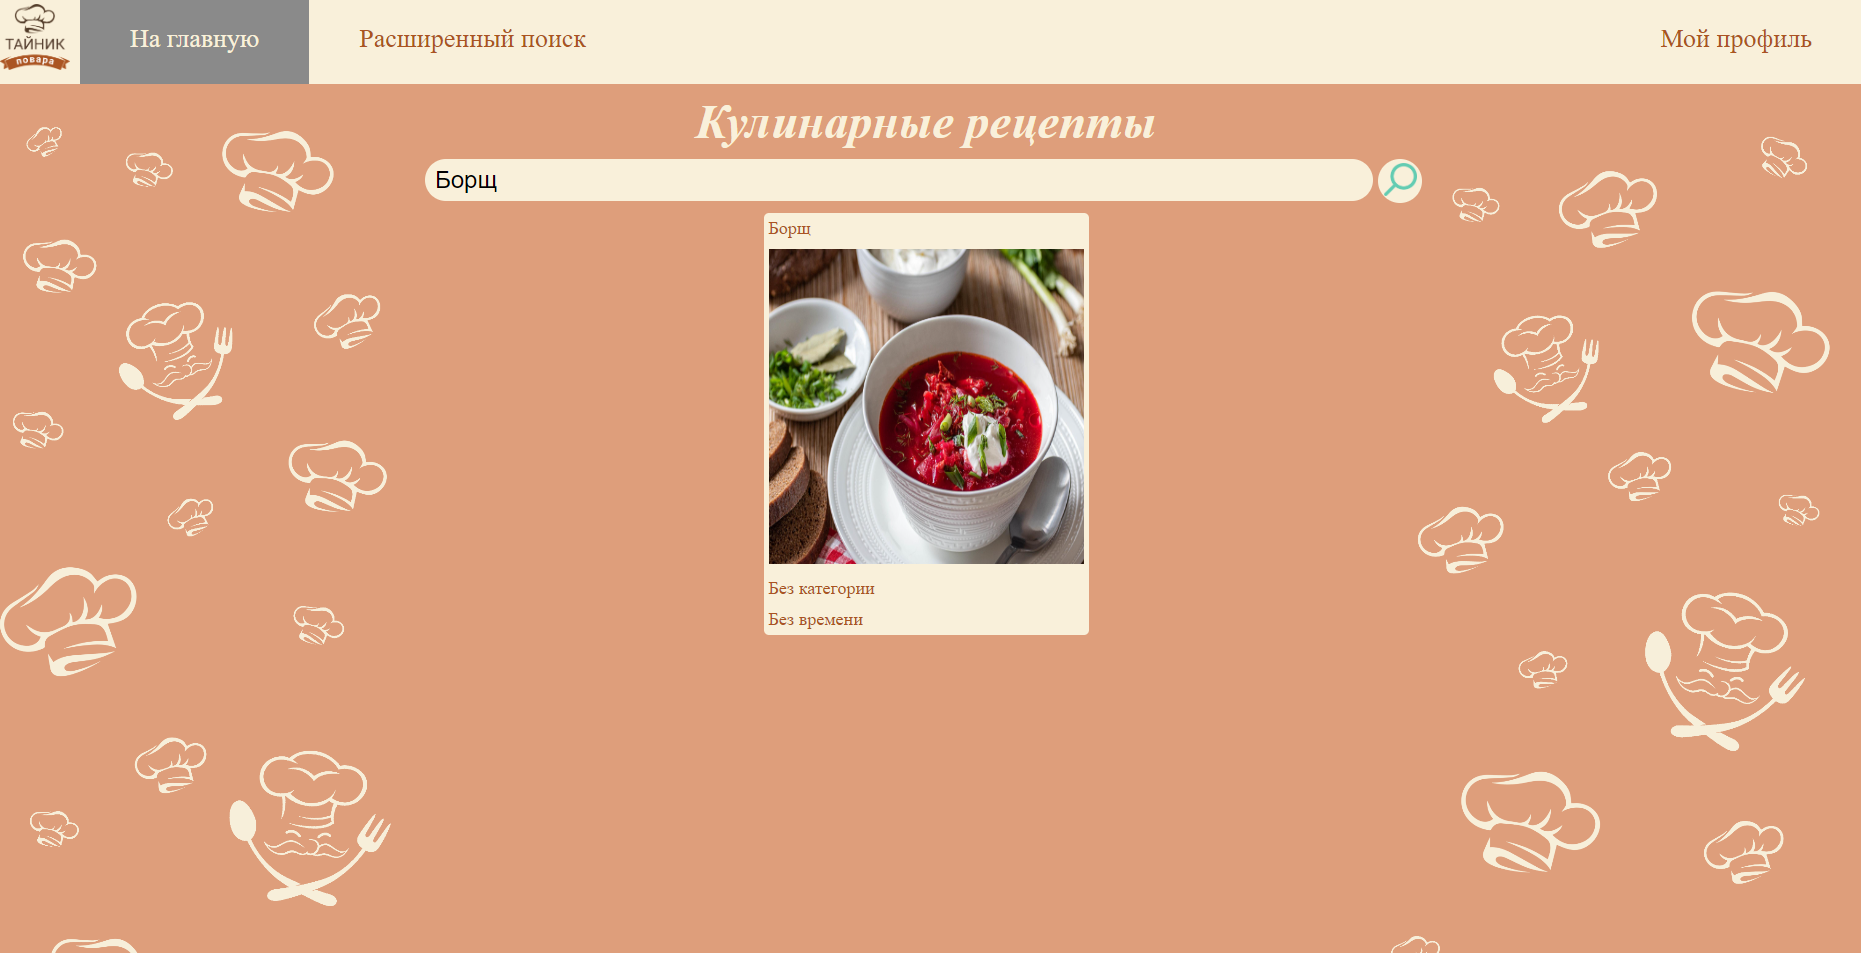 ТАЙНИК
повара
На главную
Расширенный поиск
Мой профиль
Кулинарные рецепты
Борщ
Борщ
Без категории
Без времени